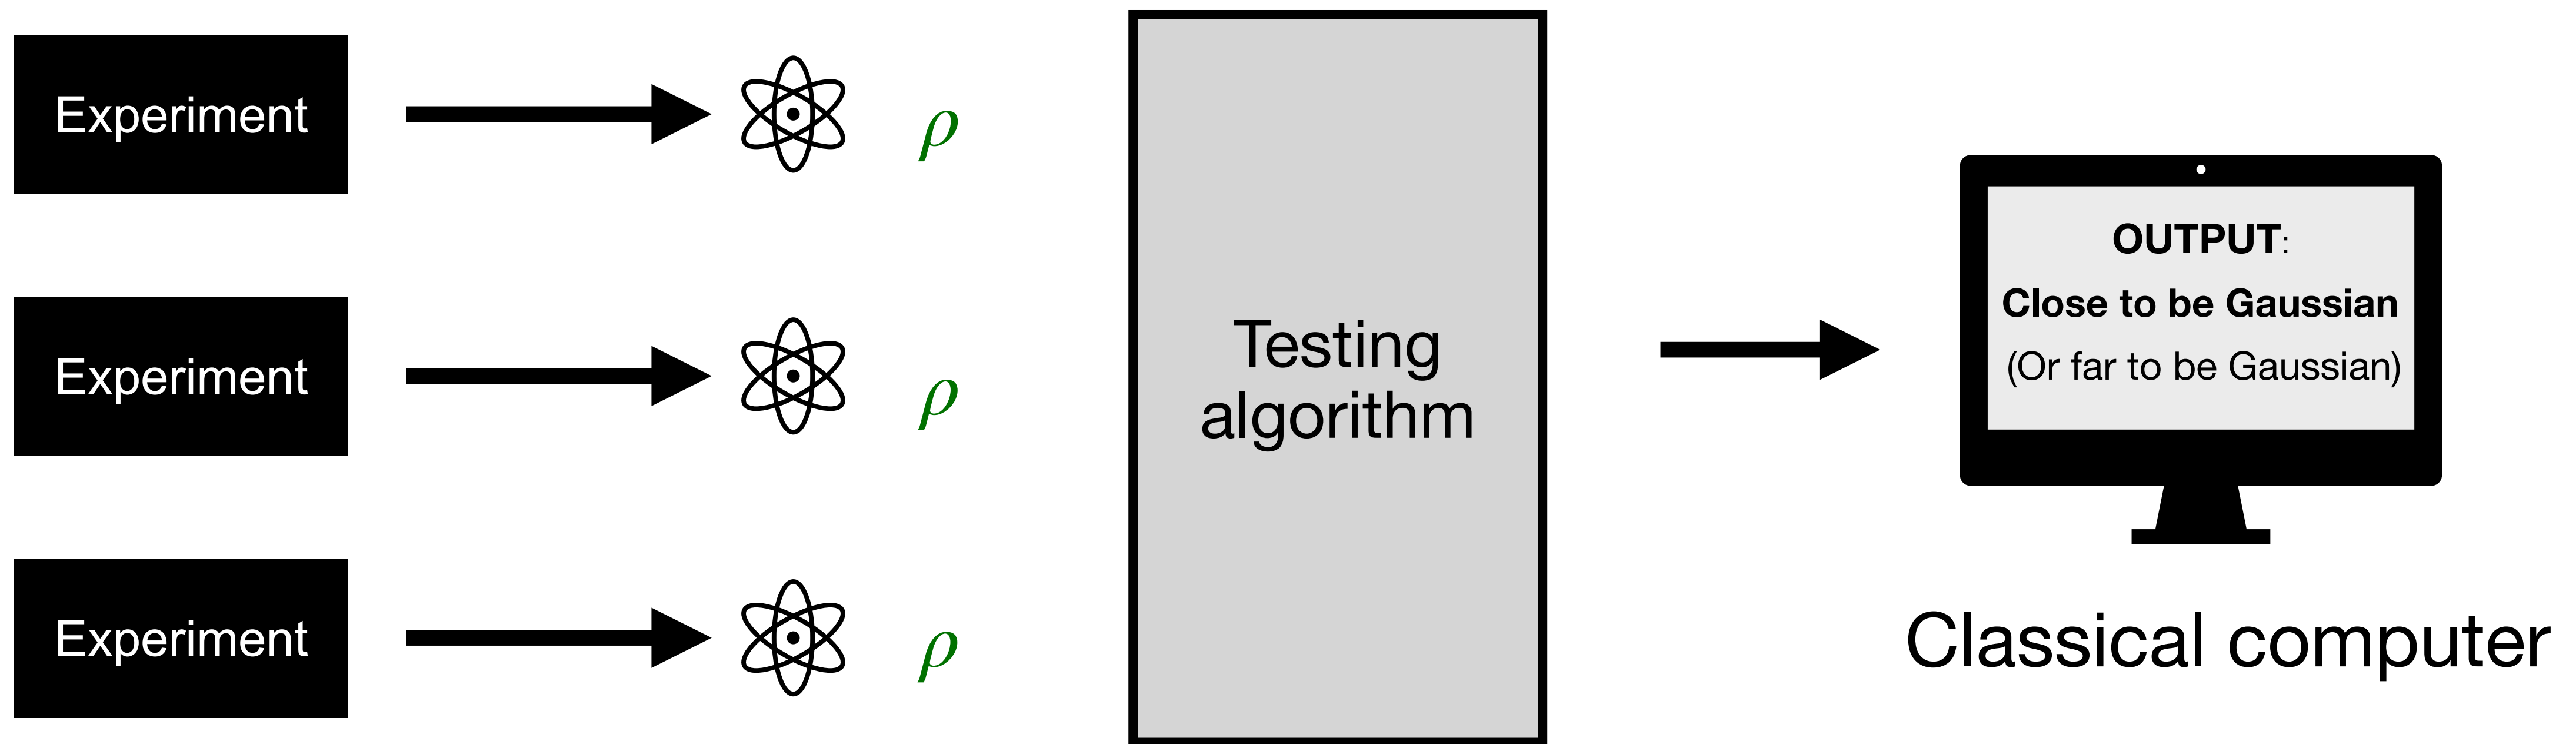 Experiment
ρ
Experiment
ρ
Experiment
ρ
Testing
algorithm
OUTPUT:
Close to be Gaussian
(Or far to be Gaussian)
Classical computer